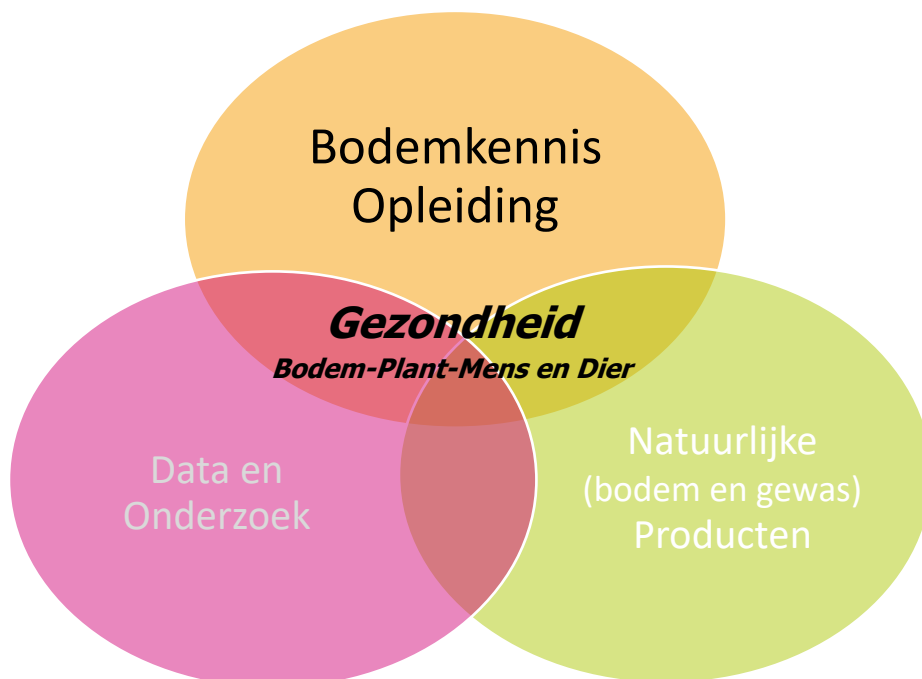 Bodemkennis
Opleiding
Gezondheid
Bodem-Plant-Mens en Dier
Data en
Onderzoek
Natuurlijke
(bodem en gewas)
Producten